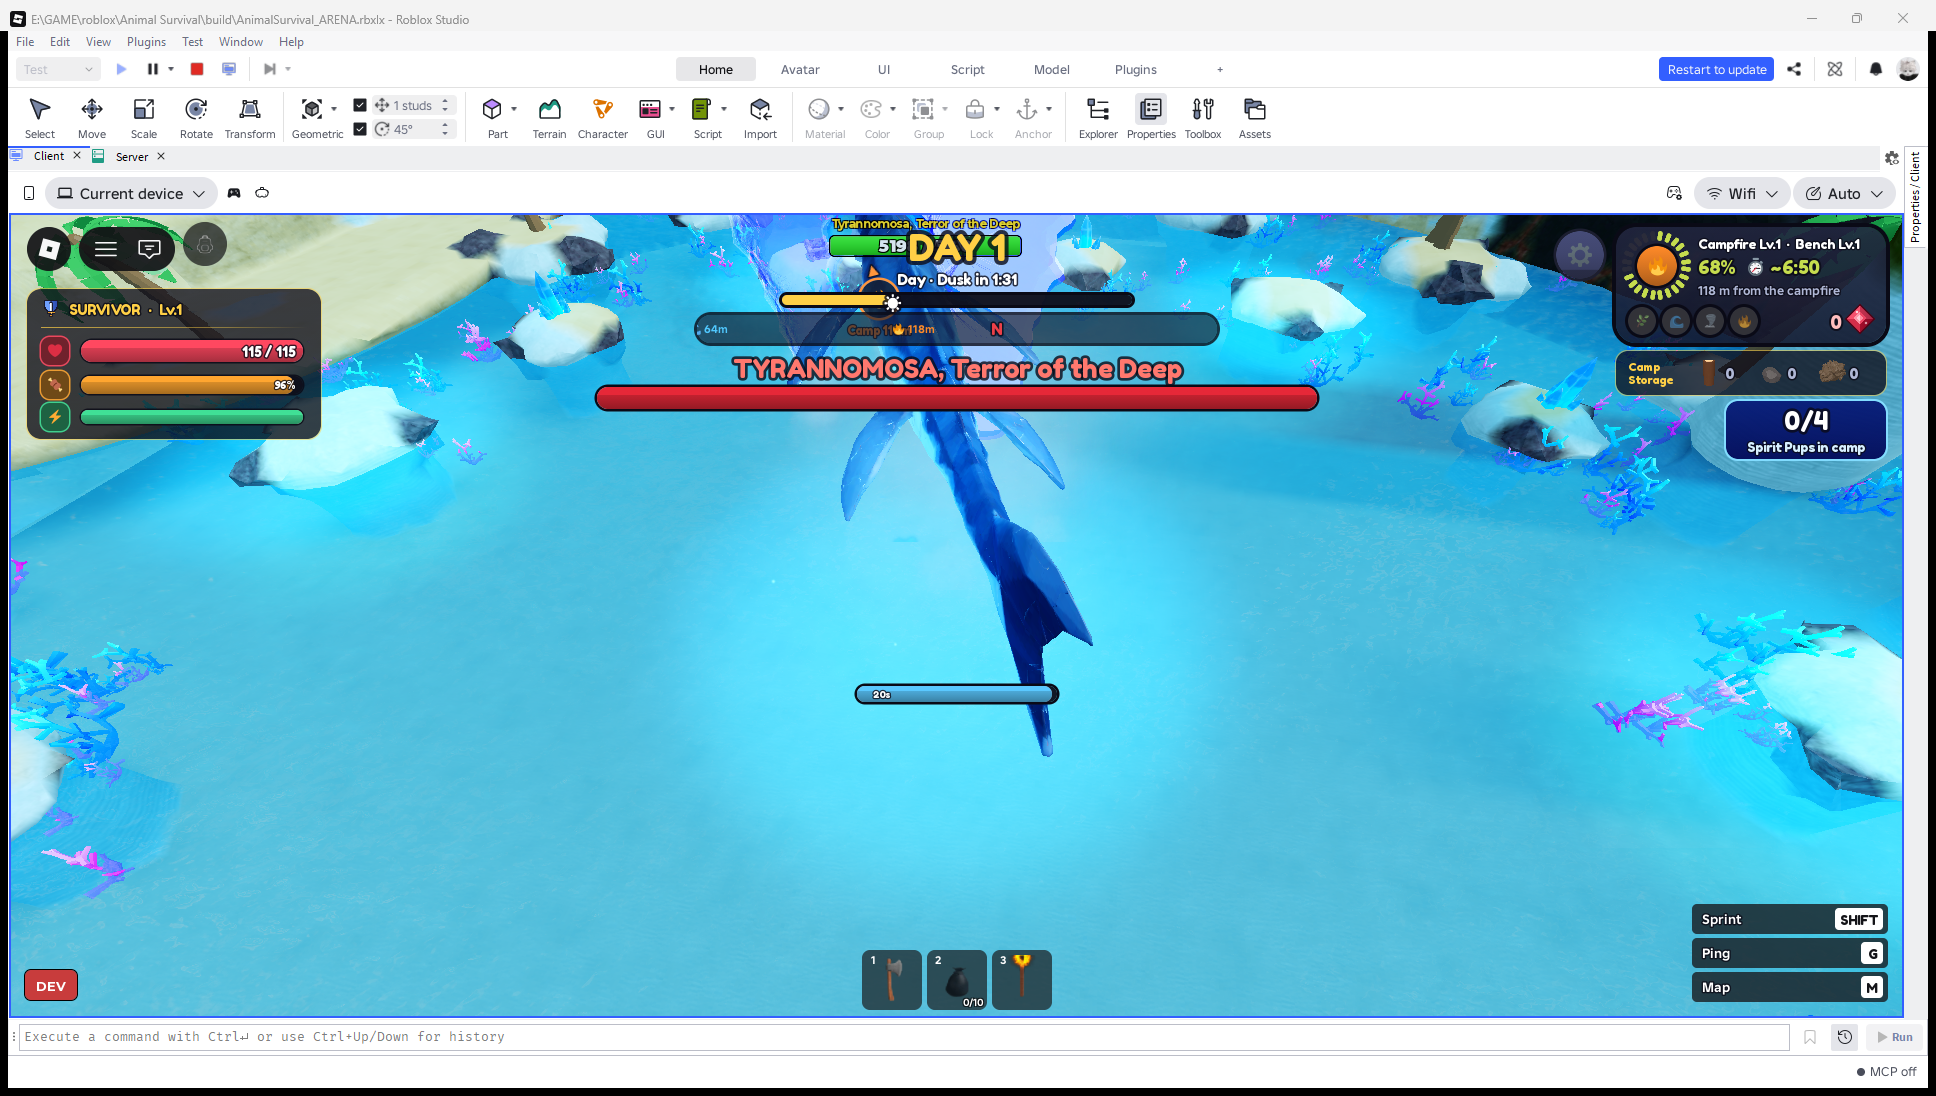 E:\GAME\roblox\Animal Survival\build\AnimalSurvival_ARENA.rbxlx - Roblox Studio
File Edit View Plugins Test Window Help
Test
Home Avatar UI Script Model Plugins +
Restart to update
Select Move Scale Rotate Transform Geometric
1 studs
45°
Part Terrain Character GUI Script Import Material Color Group Lock Anchor Explorer Properties Toolbox Assets
Client Server
Properties / Client
Current device
Wifi
Auto
Tyrannomosa, Terror of the Deep
519
DAY 1
Day · Dusk in 1:31
64m
118m
N
TYRANNOMOSA, Terror of the Deep
SURVIVOR · Lv.1
115 / 115
96%
Campfire Lv.1 · Bench Lv.1
68% ~6:50
118 m from the campfire
0
Camp
Storage
0 0 0
0/4
Spirit Pups in camp
20s
Sprint SHIFT
Ping G
Map M
1 2 3
0/10
DEV
Execute a command with Ctrl↵ or use Ctrl+Up/Down for history
Run
MCP off